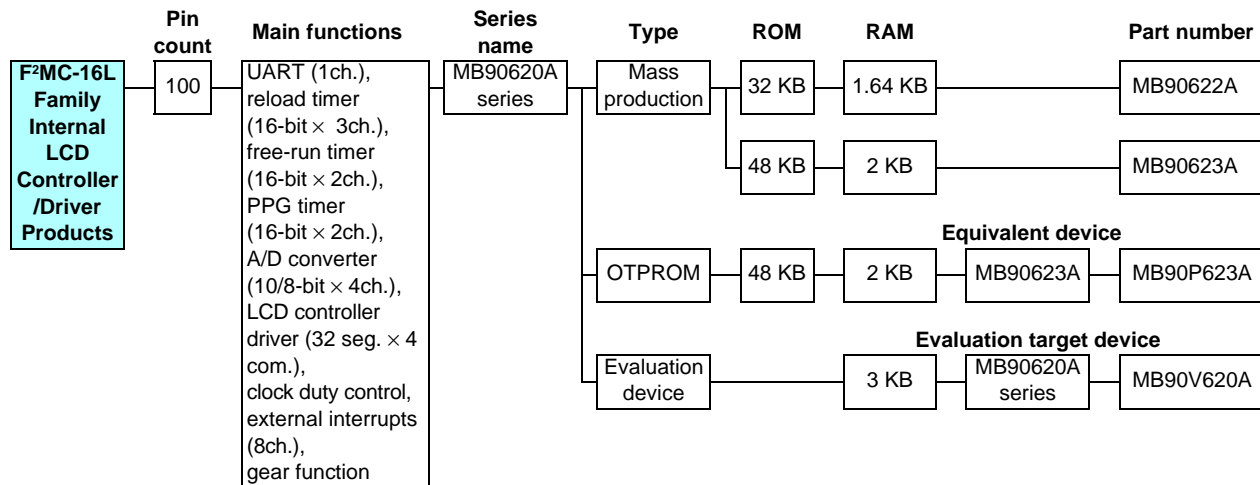 Pin count
Main functions
Series name
Type
ROM
RAM
Part number
F²MC-16L
Family
Internal
LCD
Controller
/Driver
Products
100
UART (1ch.),
reload timer
(16-bit × 3ch.),
free-run timer
(16-bit × 2ch.),
PPG timer
(16-bit × 2ch.),
A/D converter
(10/8-bit × 4ch.),
LCD controller
driver (32 seg. × 4
com.),
clock duty control,
external interrupts
(8ch.),
gear function
MB90620A
series
Mass
production
32 KB
1.64 KB
MB90622A
48 KB
2 KB
MB90623A
Equivalent device
OTPROM
48 KB
2 KB
MB90623A
MB90P623A
Evaluation target device
Evaluation
device
3 KB
MB90620A
series
MB90V620A